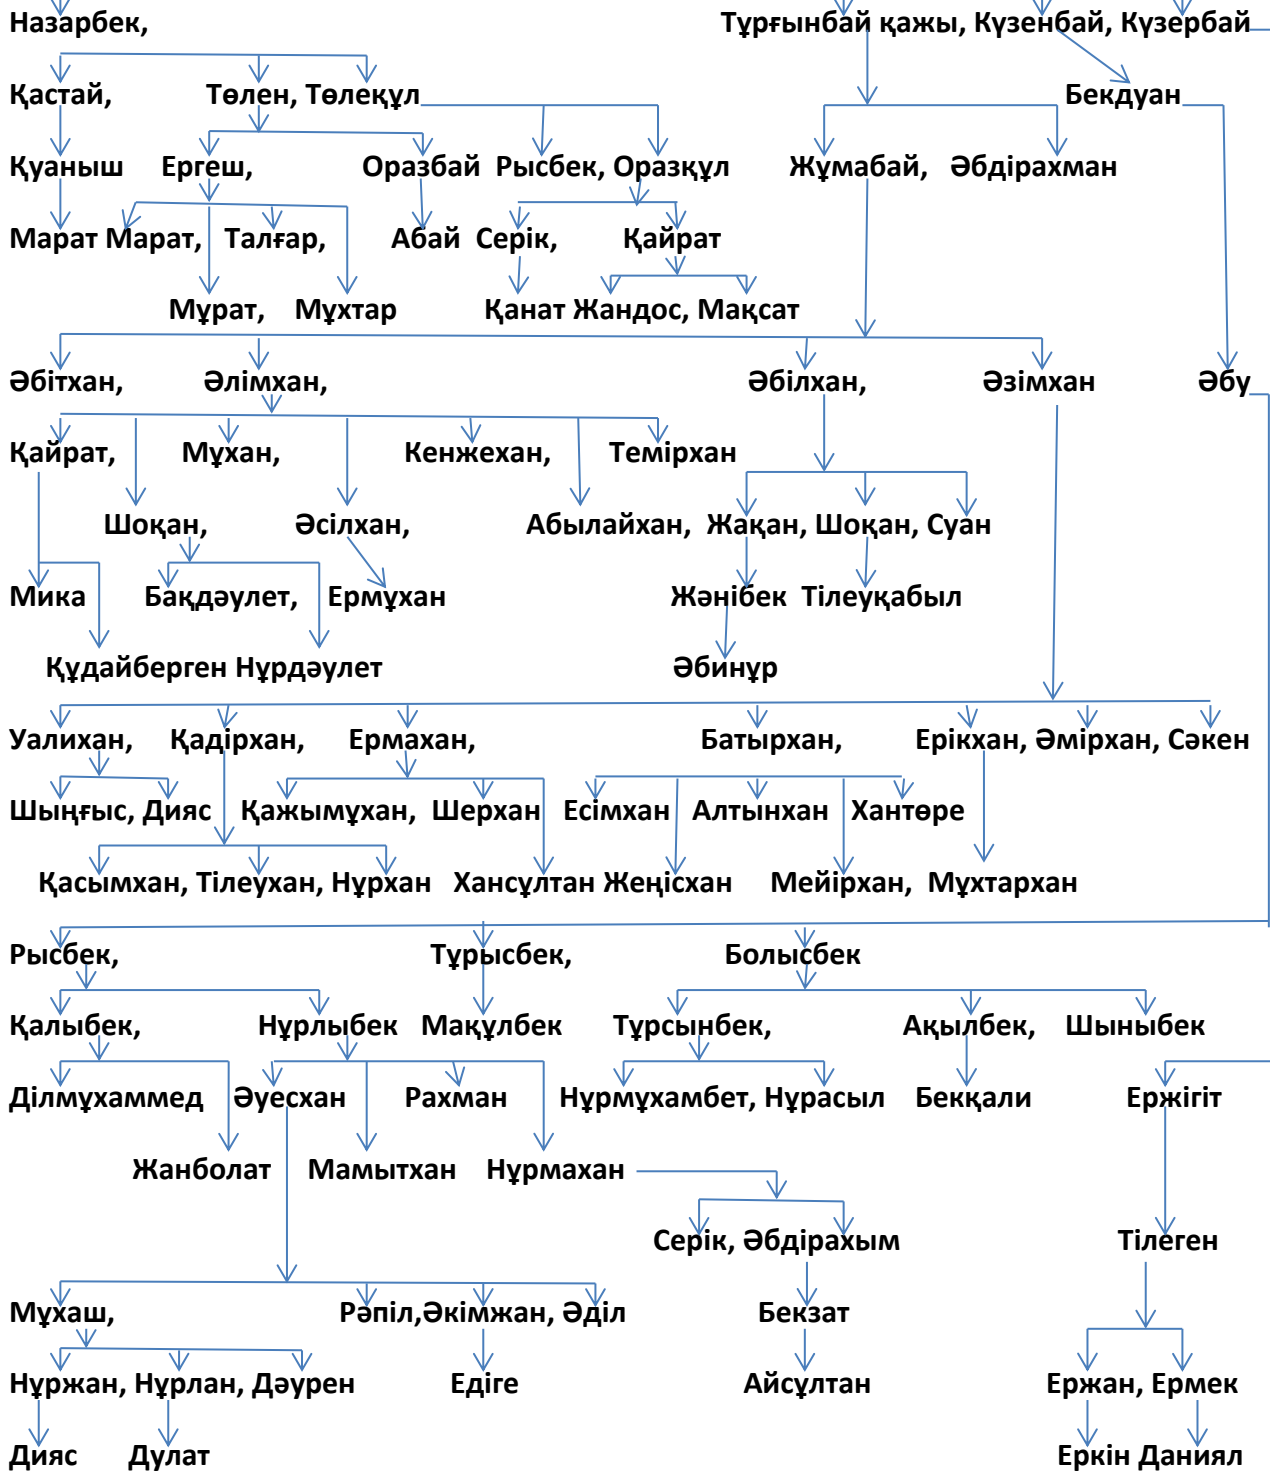 Назарбек, Тұрғынбай қажы, Күзенбай, Күзербай
Қастай, Төлен, Төлеқұл Бекдуан
Қуаныш Ергеш, Оразбай Рысбек, Оразқұл Жұмабай, Әбдірахман
Марат Марат, Талғар, Абай Серік, Қайрат
Мұрат, Мұхтар Қанат Жандос, Мақсат
Әбітхан, Әлімхан, Әбілхан, Әзімхан Әбу
Қайрат, Мұхан, Кенжехан, Темірхан
Шоқан, Әсілхан, Абылайхан, Жақан, Шоқан, Суан
Мика Бақдәулет, Ермұхан Жәнібек Тілеуқабыл
Құдайберген Нұрдәулет Әбинұр
Уалихан, Қадірхан, Ермахан, Батырхан, Ерікхан, Әмірхан, Сәкен
Шыңғыс, Дияс Қажымұхан, Шерхан Есімхан Алтынхан Хантөре
Қасымхан, Тілеухан, Нұрхан Хансұлтан Жеңісхан Мейірхан, Мұхтархан
Рысбек, Тұрысбек, Болысбек
Қалыбек, Нұрлыбек Мақұлбек Тұрсынбек, Ақылбек, Шыныбек
Ділмұхаммед Әуесхан Рахман Нұрмұхамбет, Нұрасыл Бекқали Ержігіт
Жанболат Мамытхан Нұрмахан
Серік, Әбдірахым Тілеген
Мұхаш, Рәпіл,Әкімжан, Әділ Бекзат
Нұржан, Нұрлан, Дәурен Едіге Айсұлтан Ержан, Ермек
Дияс Дулат Еркін Даниял